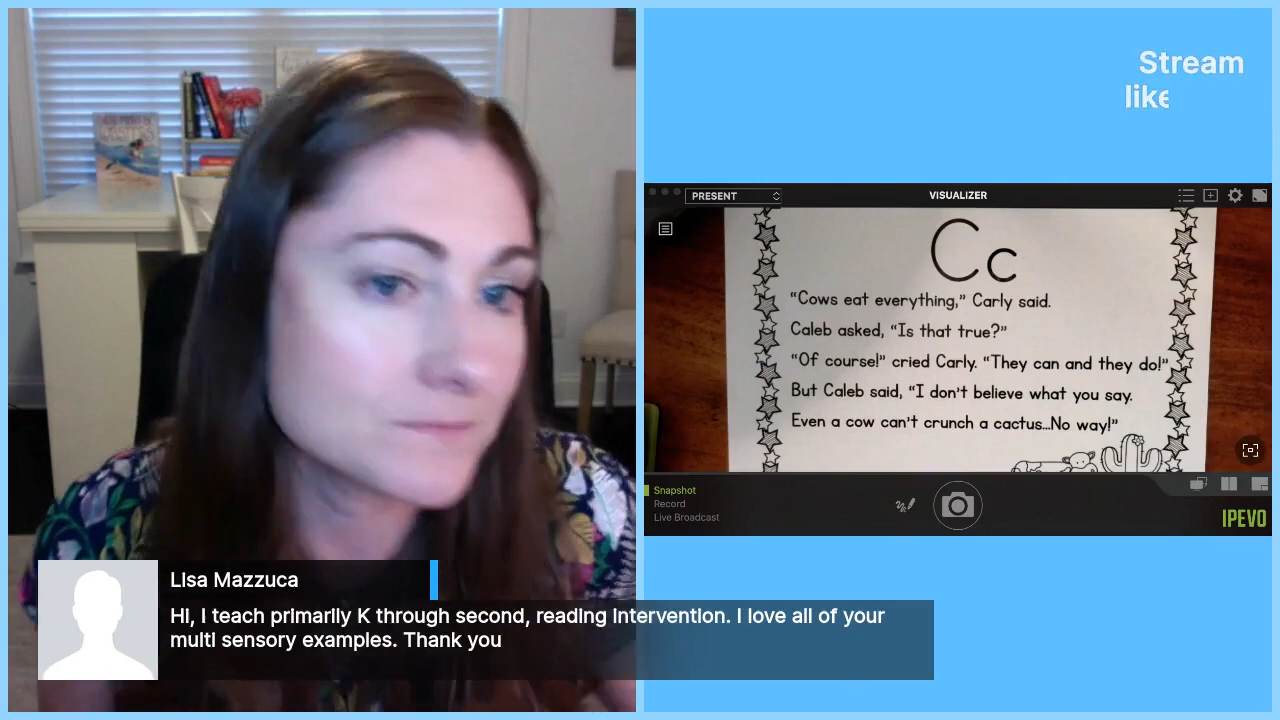 Stream
like
PRESENT
VISUALIZER
Cc
“Cows eat everything,” Carly said.
Caleb asked, “Is that true?”
“Of course!” cried Carly. “They can and they do!”
But Caleb said, “I don’t believe what you say.
Even a cow can’t crunch a cactus...No way!”
Snapshot
Record
Live Broadcast
IPEVO
Lisa Mazzuca
Hi, I teach primarily K through second, reading intervention. I love all of your
multi sensory examples. Thank you